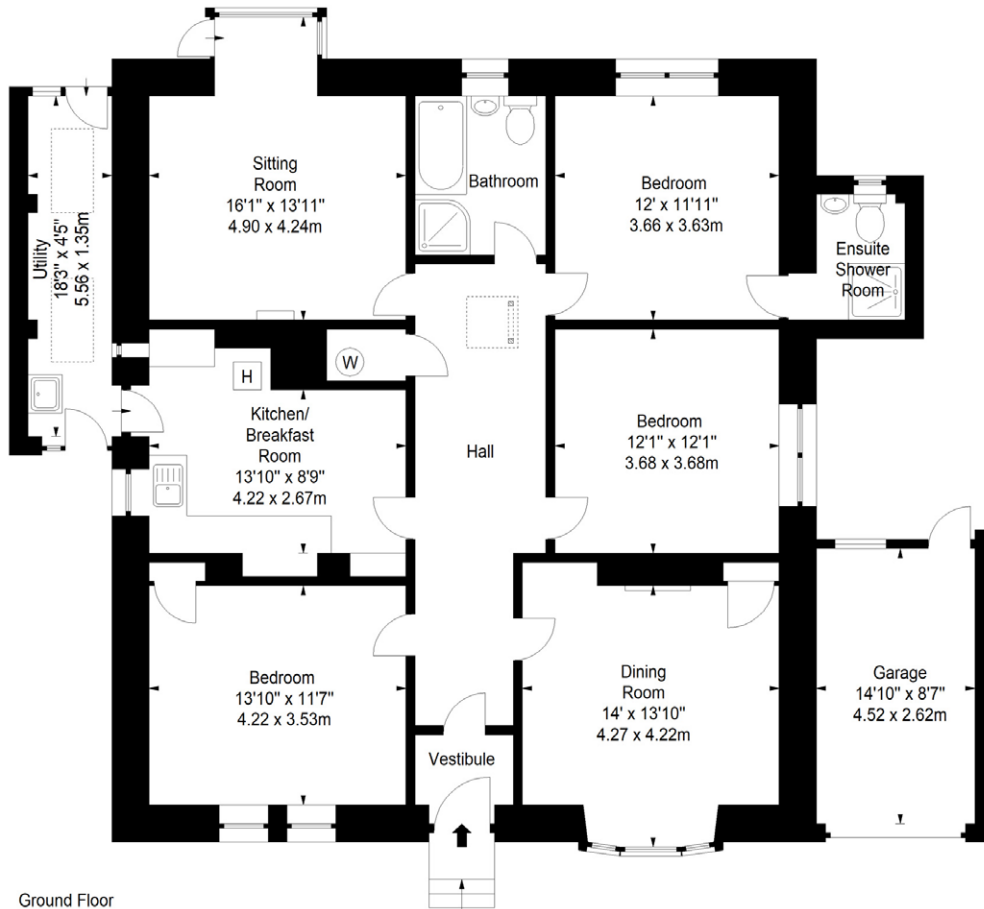 Sitting
Room
16'1" x 13'11"
4.90 x 4.24m
Bathroom
Bedroom
12' x 11'11"
3.66 x 3.63m
Ensuite
Shower
Room
Utility
18'3" x 4'5"
5.56 x 1.35m
H
W
Kitchen/
Breakfast
Room
13'10" x 8'9"
4.22 x 2.67m
Hall
Bedroom
12'1" x 12'1"
3.68 x 3.68m
Bedroom
13'10" x 11'7"
4.22 x 3.53m
Vestibule
Dining
Room
14' x 13'10"
4.27 x 4.22m
Garage
14'10" x 8'7"
4.52 x 2.62m
Ground Floor